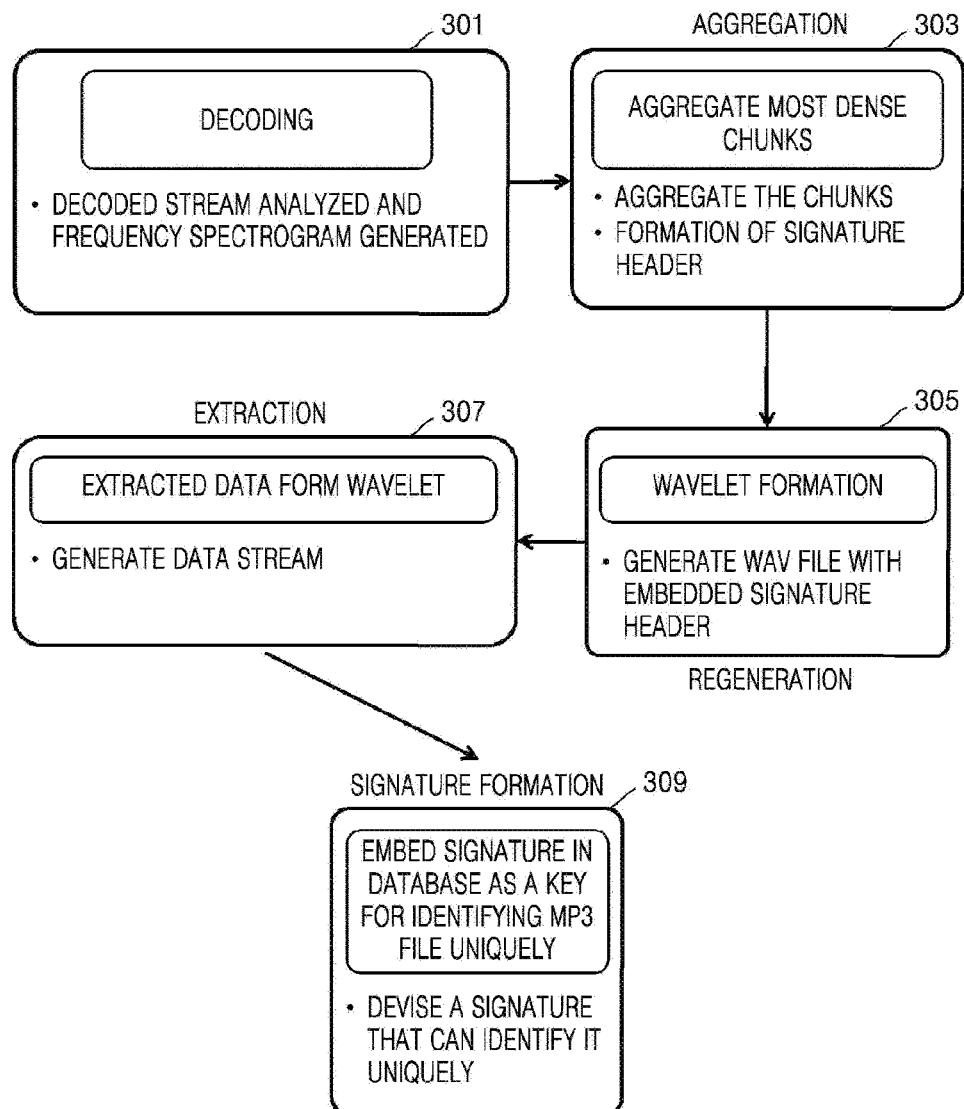 301
DECODING
• DECODED STREAM ANALYZED AND
FREQUENCY SPECTROGRAM GENERATED
AGGREGATION
303
AGGREGATE MOST DENSE
CHUNKS
• AGGREGATE THE CHUNKS
• FORMATION OF SIGNATURE
HEADER
305
WAVELET FORMATION
• GENERATE WAV FILE WITH
EMBEDDED SIGNATURE
HEADER
REGENERATION
EXTRACTION
307
EXTRACTED DATA FORM WAVELET
• GENERATE DATA STREAM
SIGNATURE FORMATION
309
EMBED SIGNATURE IN
DATABASE AS A KEY
FOR IDENTIFYING MP3
FILE UNIQUELY
• DEVISE A SIGNATURE
THAT CAN IDENTIFY IT
UNIQUELY